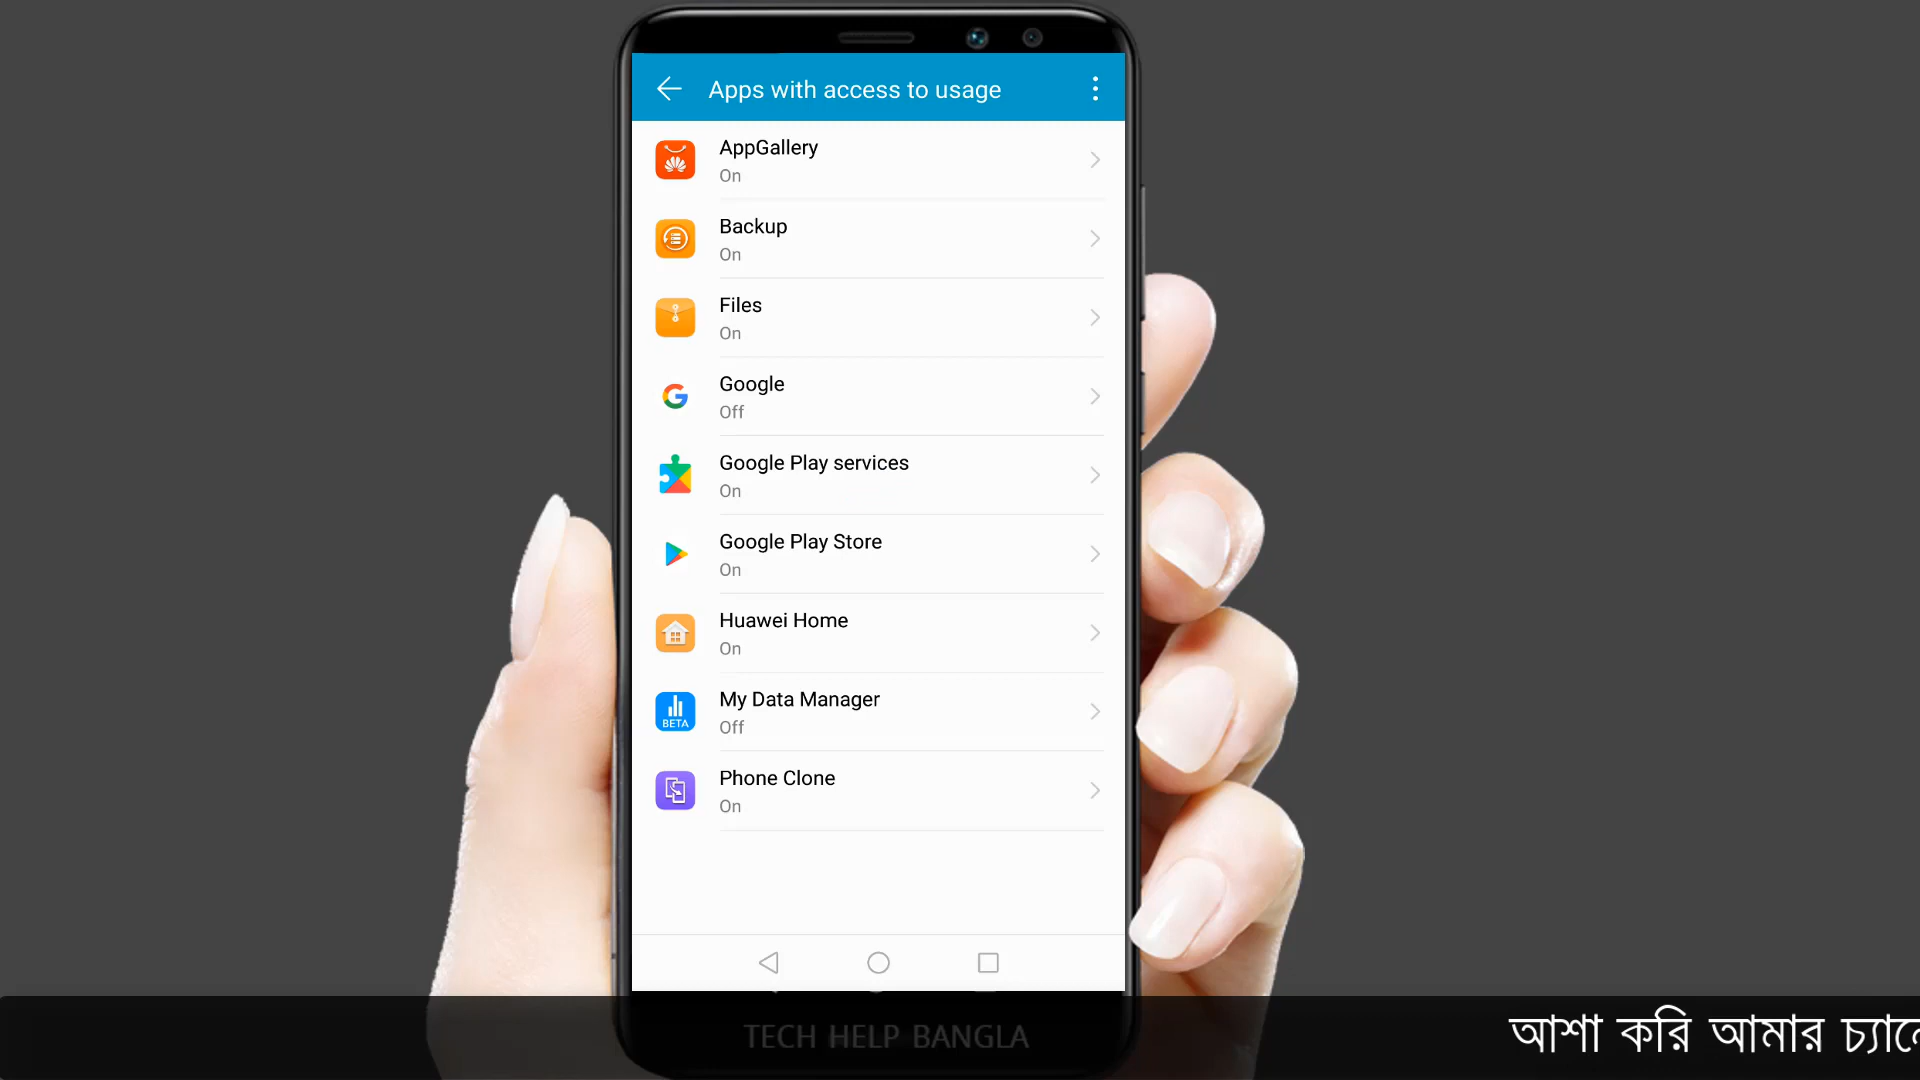 Apps with access to usage
AppGallery
On
Backup
On
Files
On
Google
Off
Google Play services
On
Google Play Store
On
Huawei Home
On
BETA
My Data Manager
Off
Phone Clone
On
TECH HELP BANGLA
আশা করি আমার